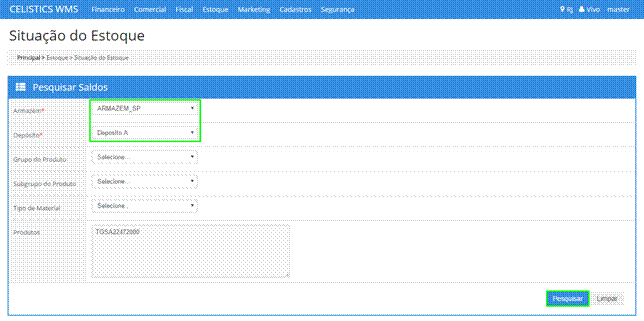 CELISTICS WMS Financeiro Comercial Fiscal Estoque Marketing Cadastros Segurança RJ Vivo master
Situação do Estoque
Principal > Estoque > Situação do Estoque
Pesquisar Saldos
Armazem* ARMAZEM_SP
Depósito* Deposito A
Grupo do Produto Selecione...
Subgrupo do Produto Selecione...
Tipo de Material Selecione...
Produtos TGSA22472000
Pesquisar Limpar